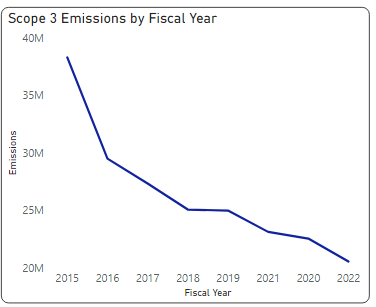 Scope 3 Emissions by Fiscal Year
40M
35M
30M
25M
20M
Emissions
2015 2016 2017 2018 2019 2021 2020 2022
Fiscal Year